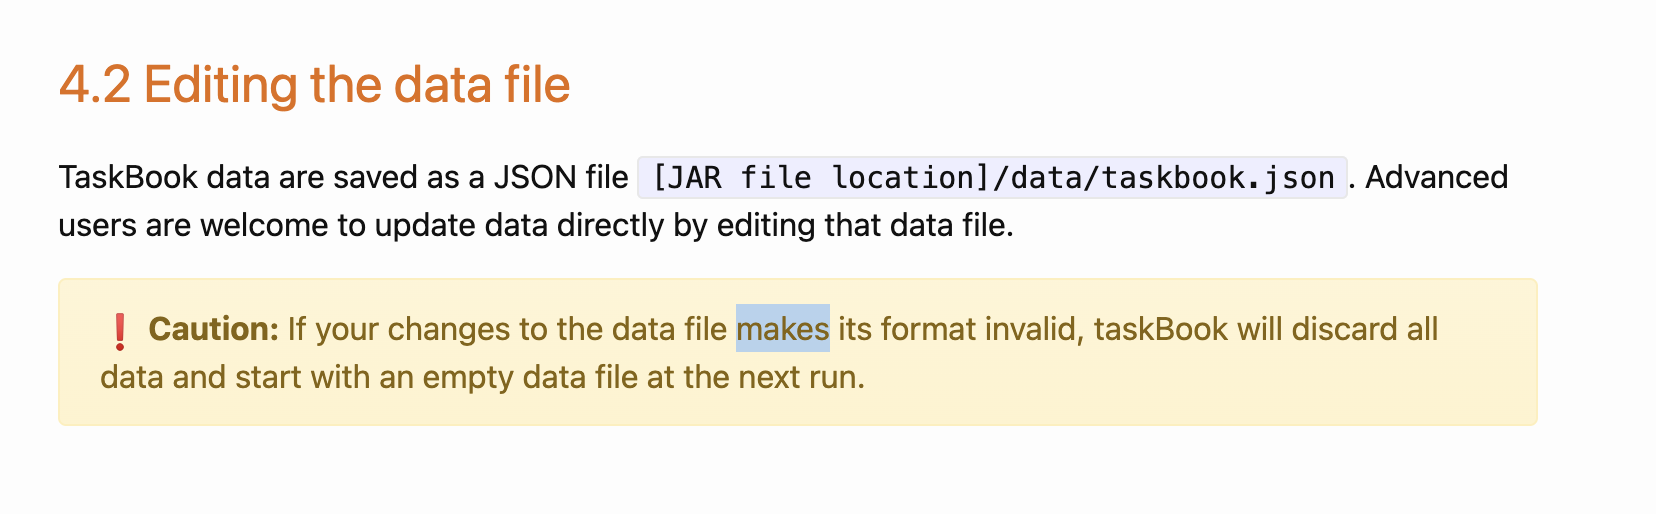 4.2 Editing the data file
TaskBook data are saved as a JSON file [JAR file location]/data/taskbook.json. Advanced
users are welcome to update data directly by editing that data file.
❗ Caution: If your changes to the data file makes its format invalid, taskBook will discard all
data and start with an empty data file at the next run.